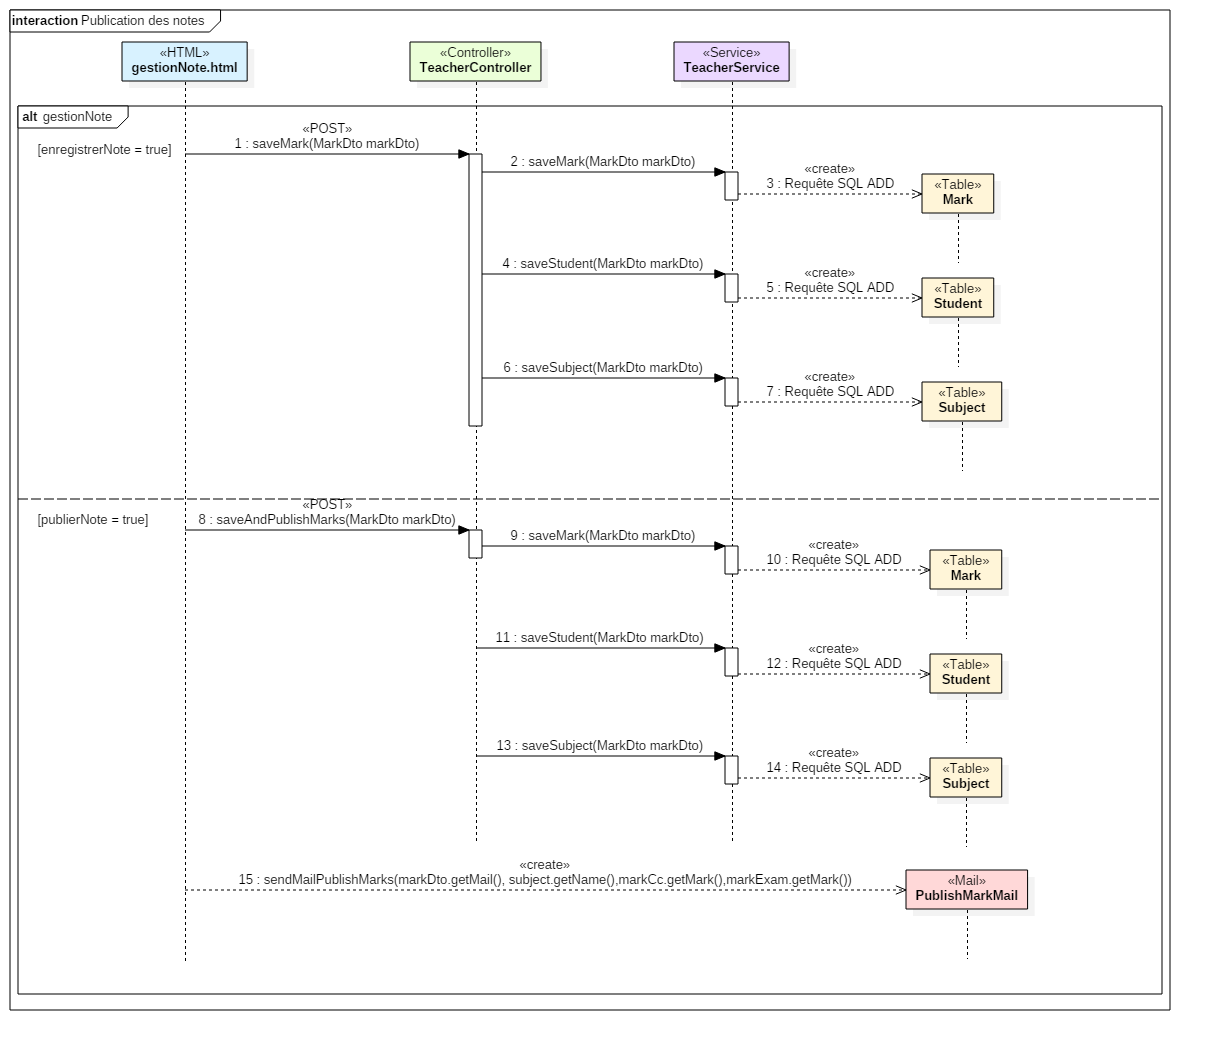 interaction Publication des notes
«HTML»
gestionNote.html
«Controller»
TeacherController
«Service»
TeacherService
alt gestionNote
[enregistrerNote = true]
«POST»
1 : saveMark(MarkDto markDto)
2 : saveMark(MarkDto markDto)
«create»
3 : Requête SQL ADD
«Table»
Mark
4 : saveStudent(MarkDto markDto)
«create»
5 : Requête SQL ADD
«Table»
Student
6 : saveSubject(MarkDto markDto)
«create»
7 : Requête SQL ADD
«Table»
Subject
[publierNote = true]
«POST»
8 : saveAndPublishMarks(MarkDto markDto)
9 : saveMark(MarkDto markDto)
«create»
10 : Requête SQL ADD
«Table»
Mark
11 : saveStudent(MarkDto markDto)
«create»
12 : Requête SQL ADD
«Table»
Student
13 : saveSubject(MarkDto markDto)
«create»
14 : Requête SQL ADD
«Table»
Subject
«create»
15 : sendMailPublishMarks(markDto.getMail(), subject.getName(),markCc.getMark(),markExam.getMark())
«Mail»
PublishMarkMail